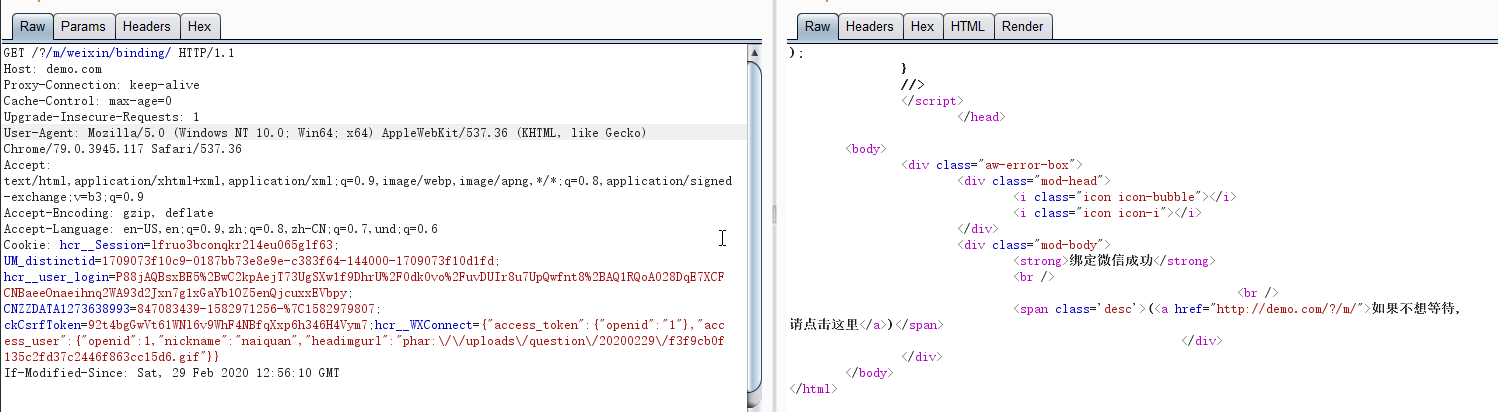 Raw Params Headers Hex
GET /?/m/weixin/binding/ HTTP/1.1
Host: demo.com
Proxy-Connection: keep-alive
Cache-Control: max-age=0
Upgrade-Insecure-Requests: 1
User-Agent: Mozilla/5.0 (Windows NT 10.0; Win64; x64) AppleWebKit/537.36 (KHTML, like Gecko)
Chrome/79.0.3945.117 Safari/537.36
Accept:
text/html,application/xhtml+xml,application/xml;q=0.9,image/webp,image/apng,*/*;q=0.8,application/signed
-exchange;v=b3;q=0.9
Accept-Encoding: gzip, deflate
Accept-Language: en-US,en;q=0.9,zh;q=0.8,zh-CN;q=0.7,und;q=0.6
Cookie: hcr__Session=lfruo3bconqkr2l4eu065glf63;
UM_distinctid=1709073f10c9-0187bb73e8e9e-c383f64-144000-1709073f10d1fd;
hcr__user_login=P88jAQBsxBE5%2BwC2kpAejT73UgSXw1f9DhrU%2F0dk0vo%2FuvDUIr8u7UpQwfnt8%2BAQ1RQoA028DqE7XCF
CNBaeeOnaeihnq2WA93d2Jxn7g1xGaYb1OZ5enQjcuxxEVbpy;
CNZZDATA1273638993=847083439-1582971256-%7C1582979807;
ckCsrfToken=92t4bgGwVt61WNl6v9WhF4NBfqXxp6h346H4Vym7;hcr__WXConnect={"access_token":{"openid":"1"},"acc
ess_user":{"openid":1,"nickname":"naiquan","headimgurl":"phar:\/\/uploads\/question\/20200229\/f3f9cb0f
135c2fd37c2446f863cc15d6.gif"}}
If-Modified-Since: Sat, 29 Feb 2020 12:56:10 GMT
Raw Headers Hex HTML Render
);
}
//>
</script>
</head>
<body>
<div class="aw-error-box">
<div class="mod-head">
<i class="icon icon-bubble"></i>
<i class="icon icon-i"></i>
</div>
<div class="mod-body">
<strong>绑定微信成功</strong>
<br />
<br />
<span class='desc'>(<a href="http://demo.com/?/m/">如果不想等待,
请点击这里</a>)</span>
</div>
</div>
</body>
</html>